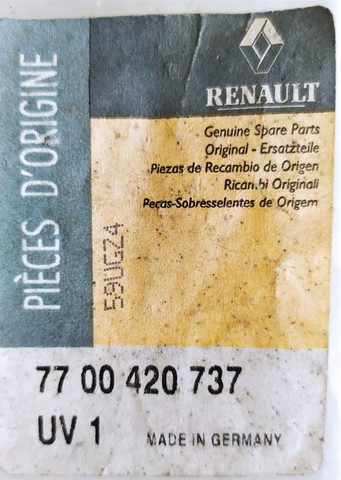 PIÈCES D'ORIGINE
RENAULT
Genuine Spare Parts
Original - Ersatzteile
Piezas de Recambio de Origen
Ricambi Originali
Peças-Sobresselentes de Origem
59UGZ4
77 00 420 737
UV 1 MADE IN GERMANY